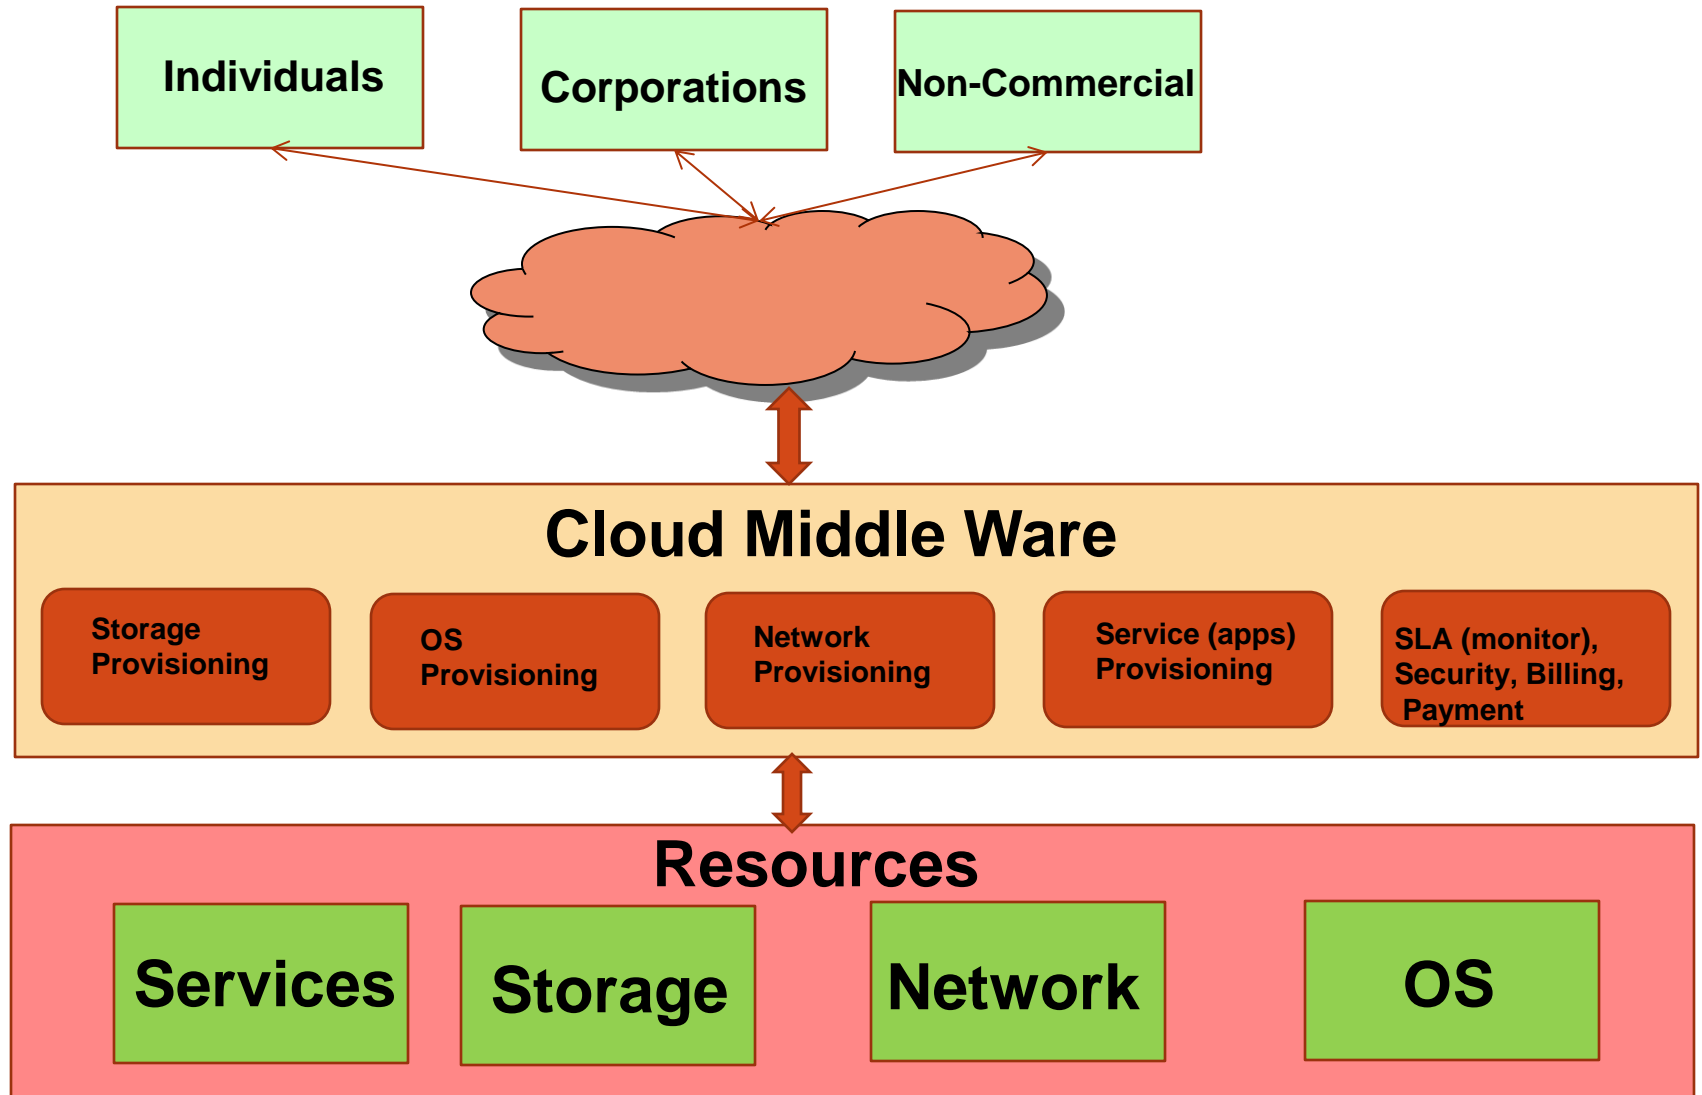 Individuals
Corporations
Non-Commercial
Cloud Middle Ware
Storage
Provisioning
OS
Provisioning
Network
Provisioning
Service (apps)
Provisioning
SLA (monitor),
Security, Billing,
Payment
Resources
Services
Storage
Network
OS